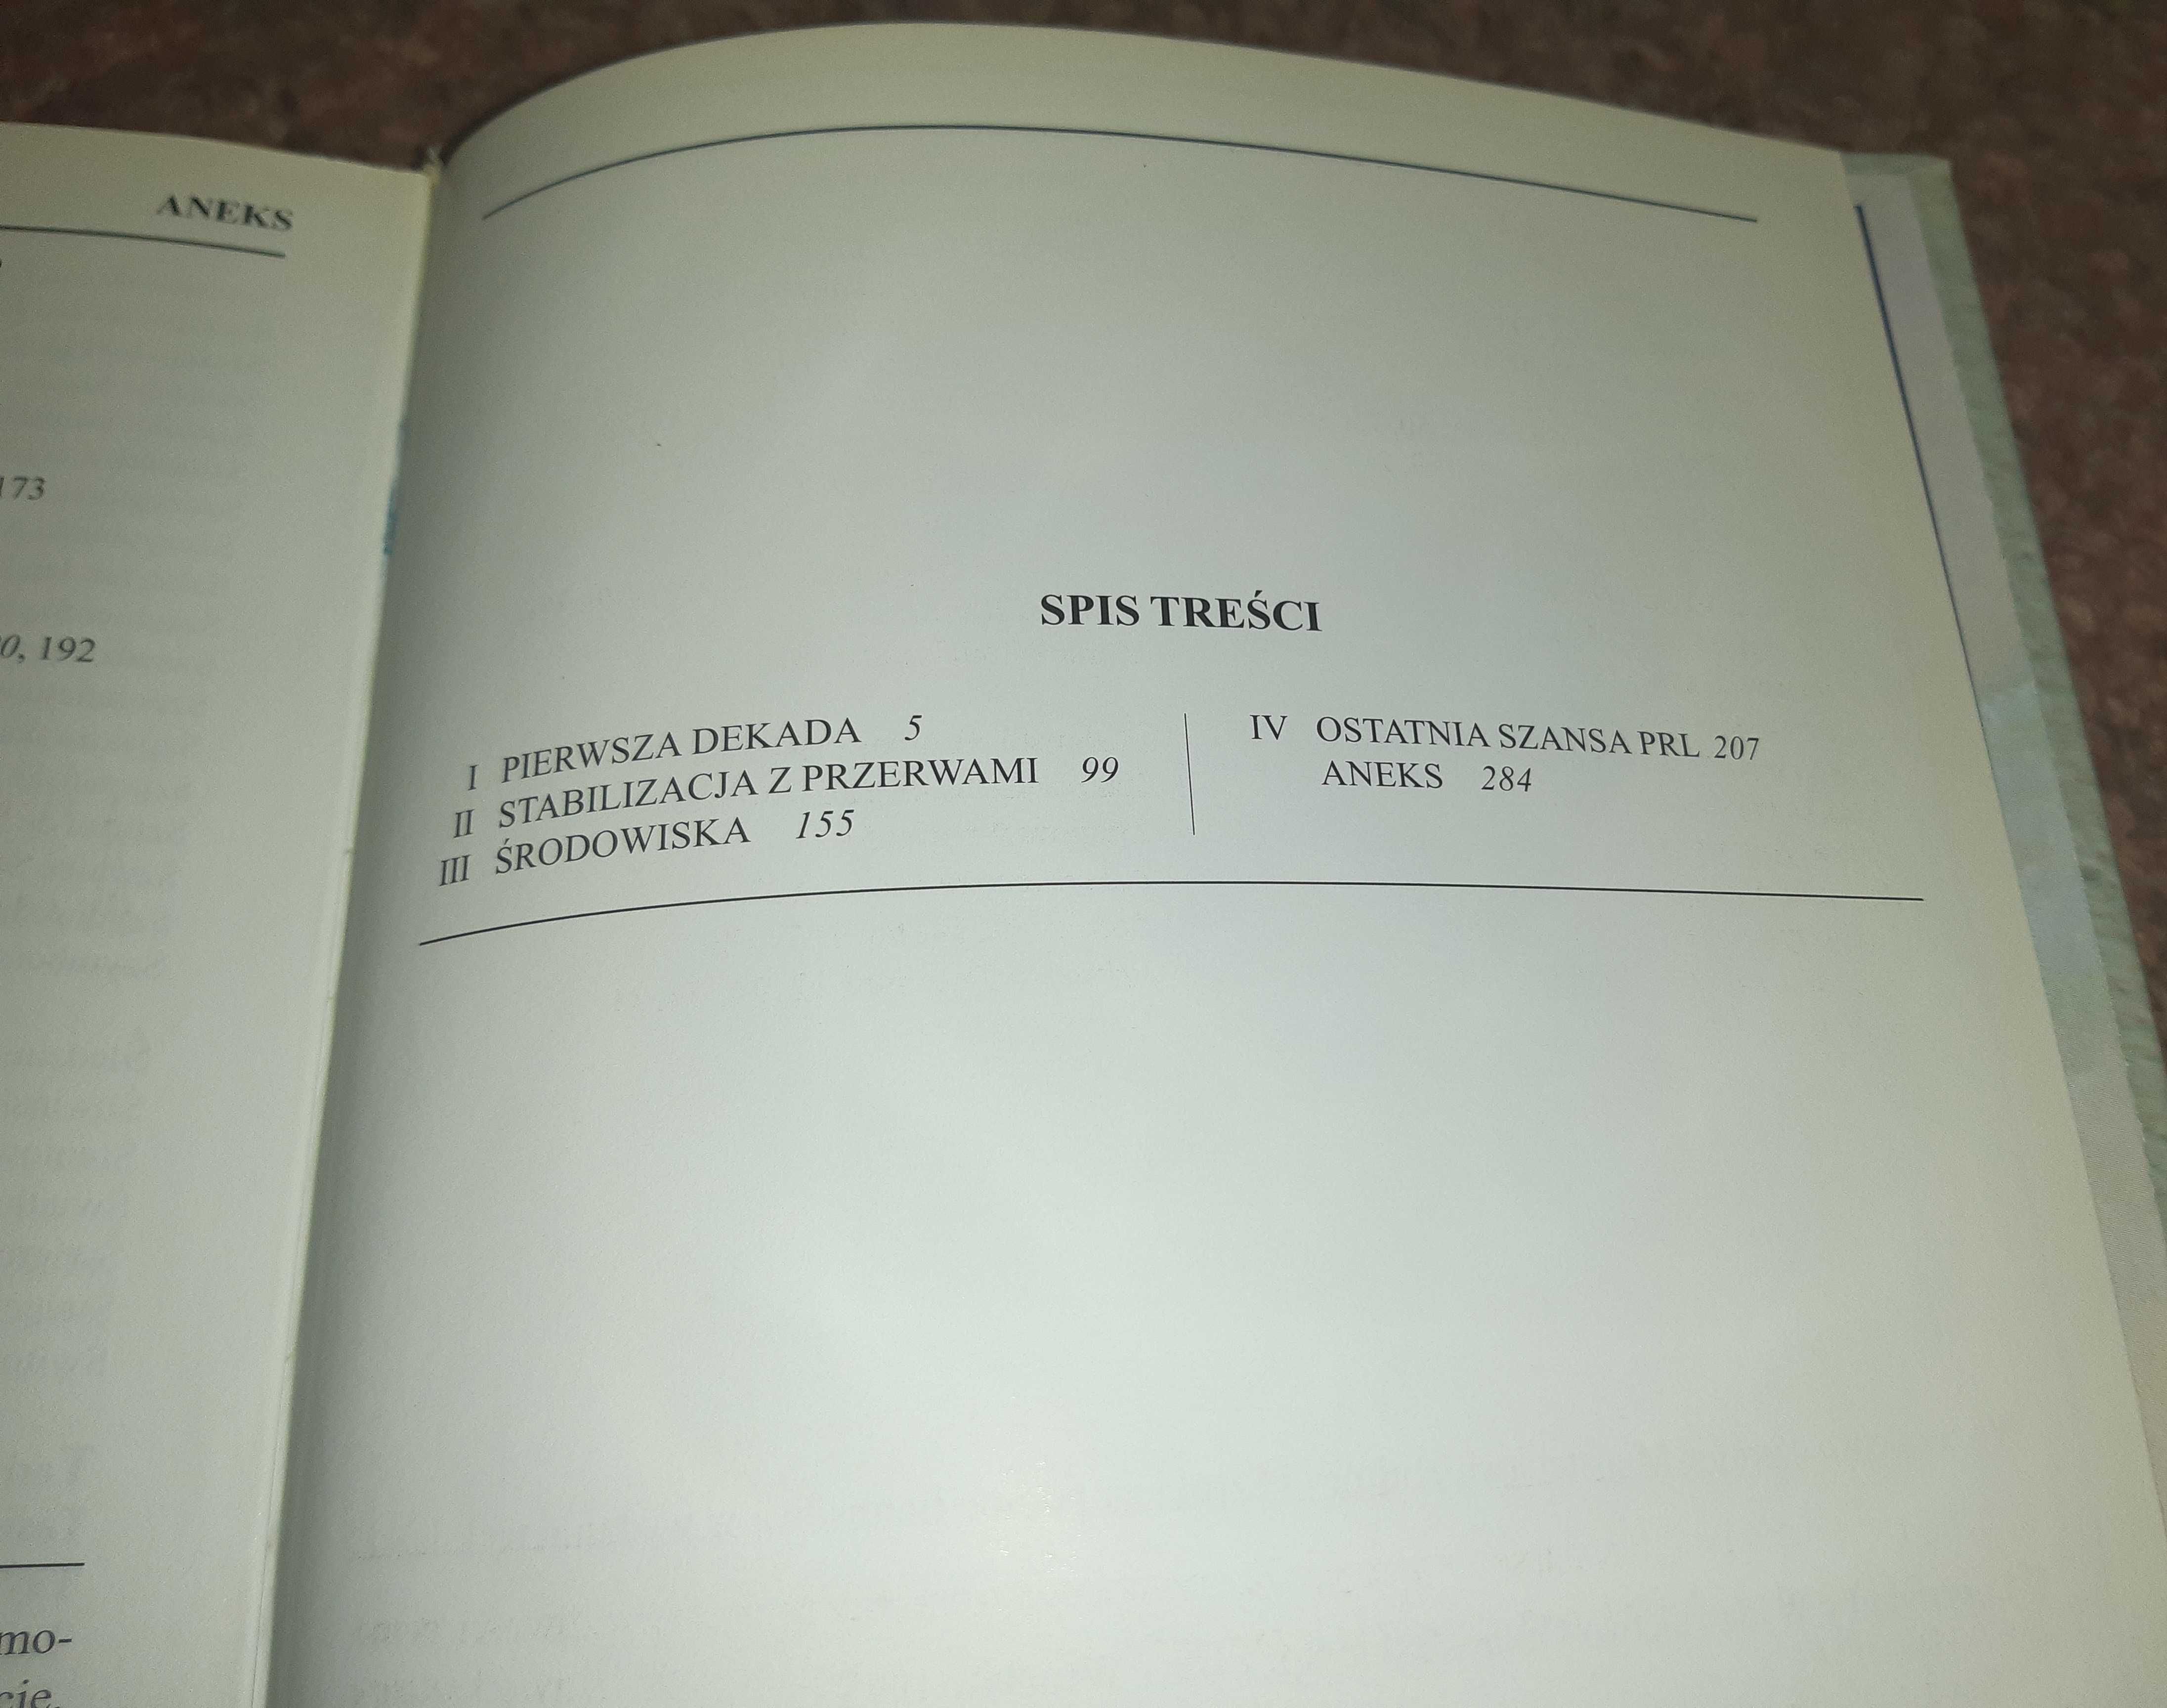 ANEKS
173
0, 192
mo-
cie.
SPIS TREŚCI
I PIERWSZA DEKADA 5
II STABILIZACJA Z PRZERWAMI 99
III ŚRODOWISKA 155
IV OSTATNIA SZANSA PRL 207
ANEKS 284